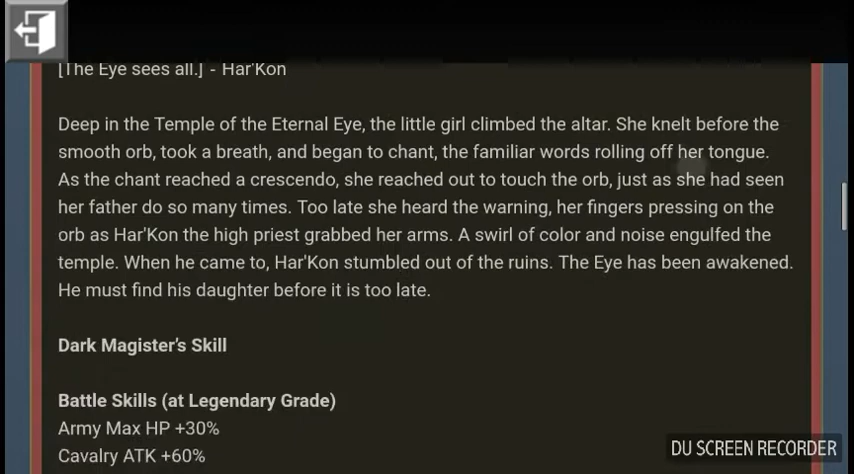 [The Eye sees all.] - Har'Kon
Deep in the Temple of the Eternal Eye, the little girl climbed the altar. She knelt before the
smooth orb, took a breath, and began to chant, the familiar words rolling off her tongue.
As the chant reached a crescendo, she reached out to touch the orb, just as she had seen
her father do so many times. Too late she heard the warning, her fingers pressing on the
orb as Har'Kon the high priest grabbed her arms. A swirl of color and noise engulfed the
temple. When he came to, Har'Kon stumbled out of the ruins. The Eye has been awakened.
He must find his daughter before it is too late.
Dark Magister's Skill
Battle Skills (at Legendary Grade)
Army Max HP +30%
Cavalry ATK +60%
DU SCREEN RECORDER